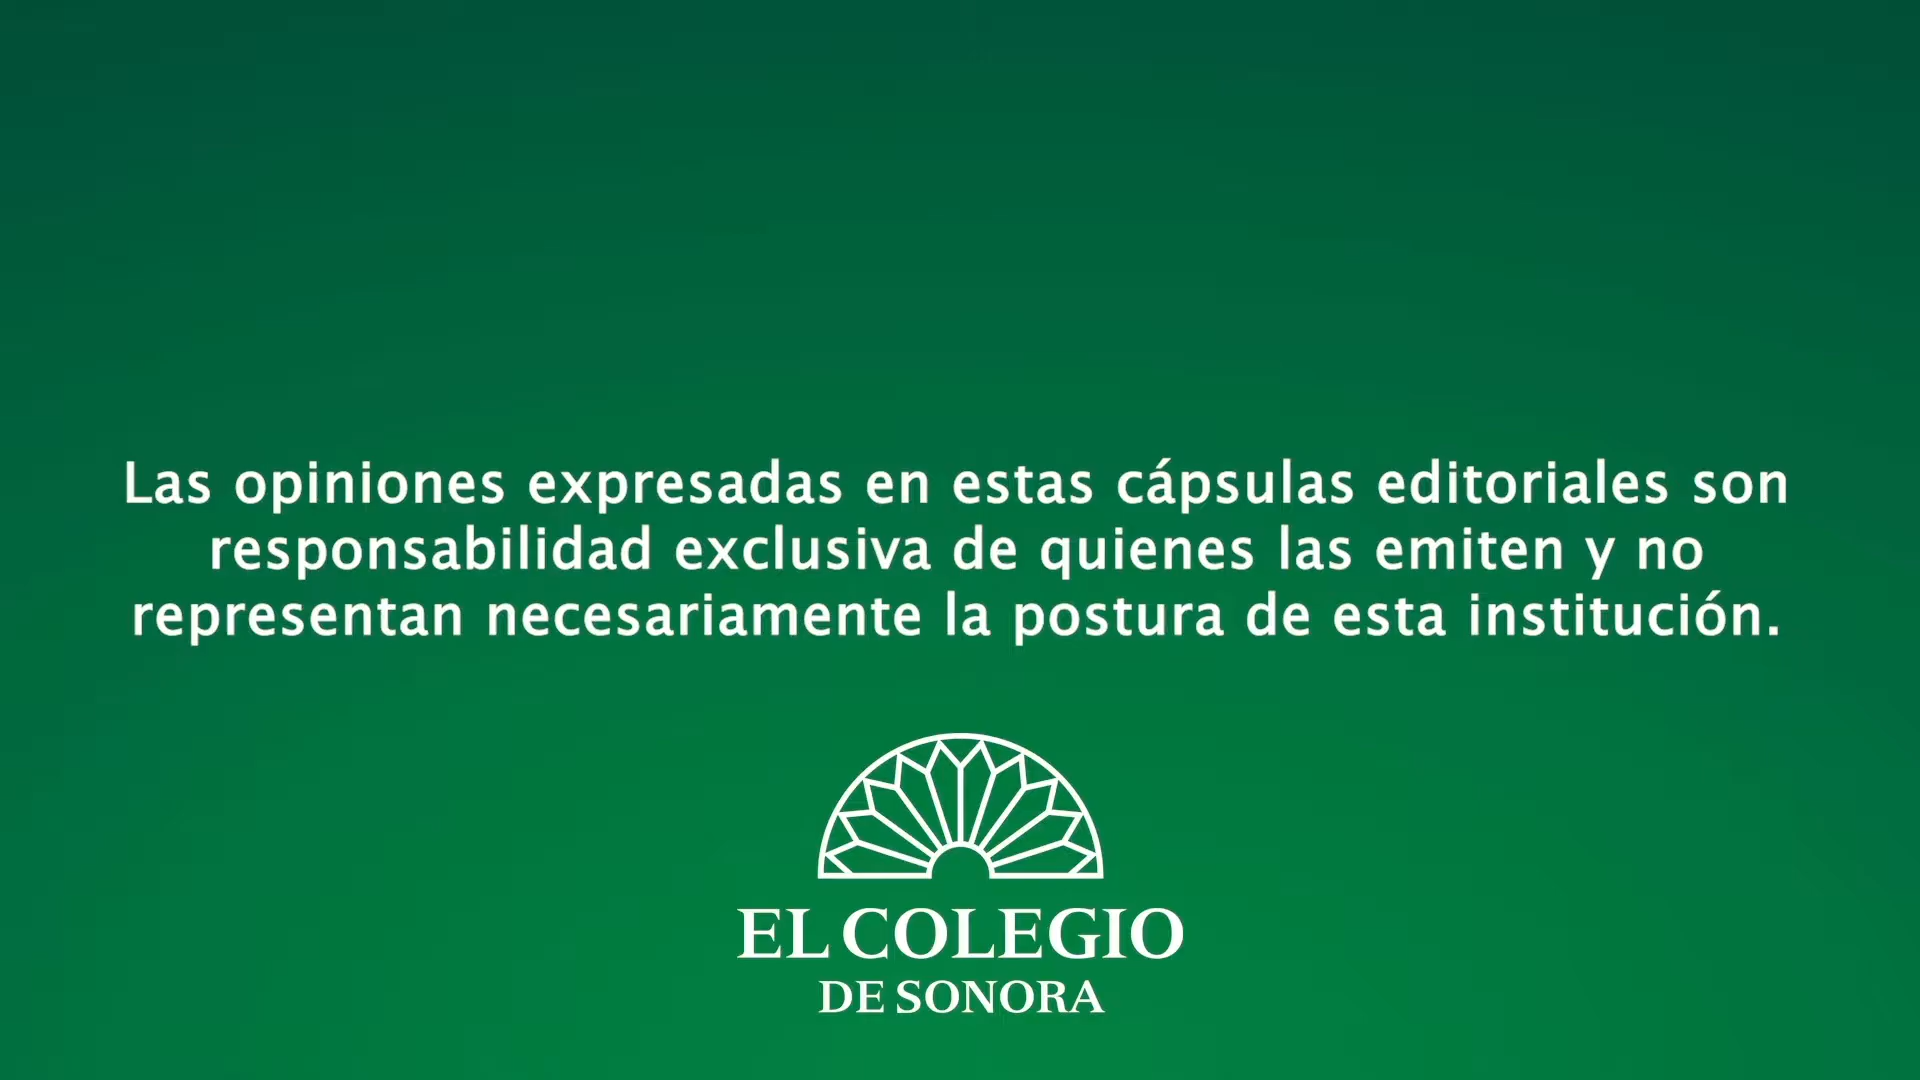 Las opiniones expresadas en estas cápsulas editoriales son
responsabilidad exclusiva de quienes las emiten y no
representan necesariamente la postura de esta institución.
EL COLEGIO
DE SONORA